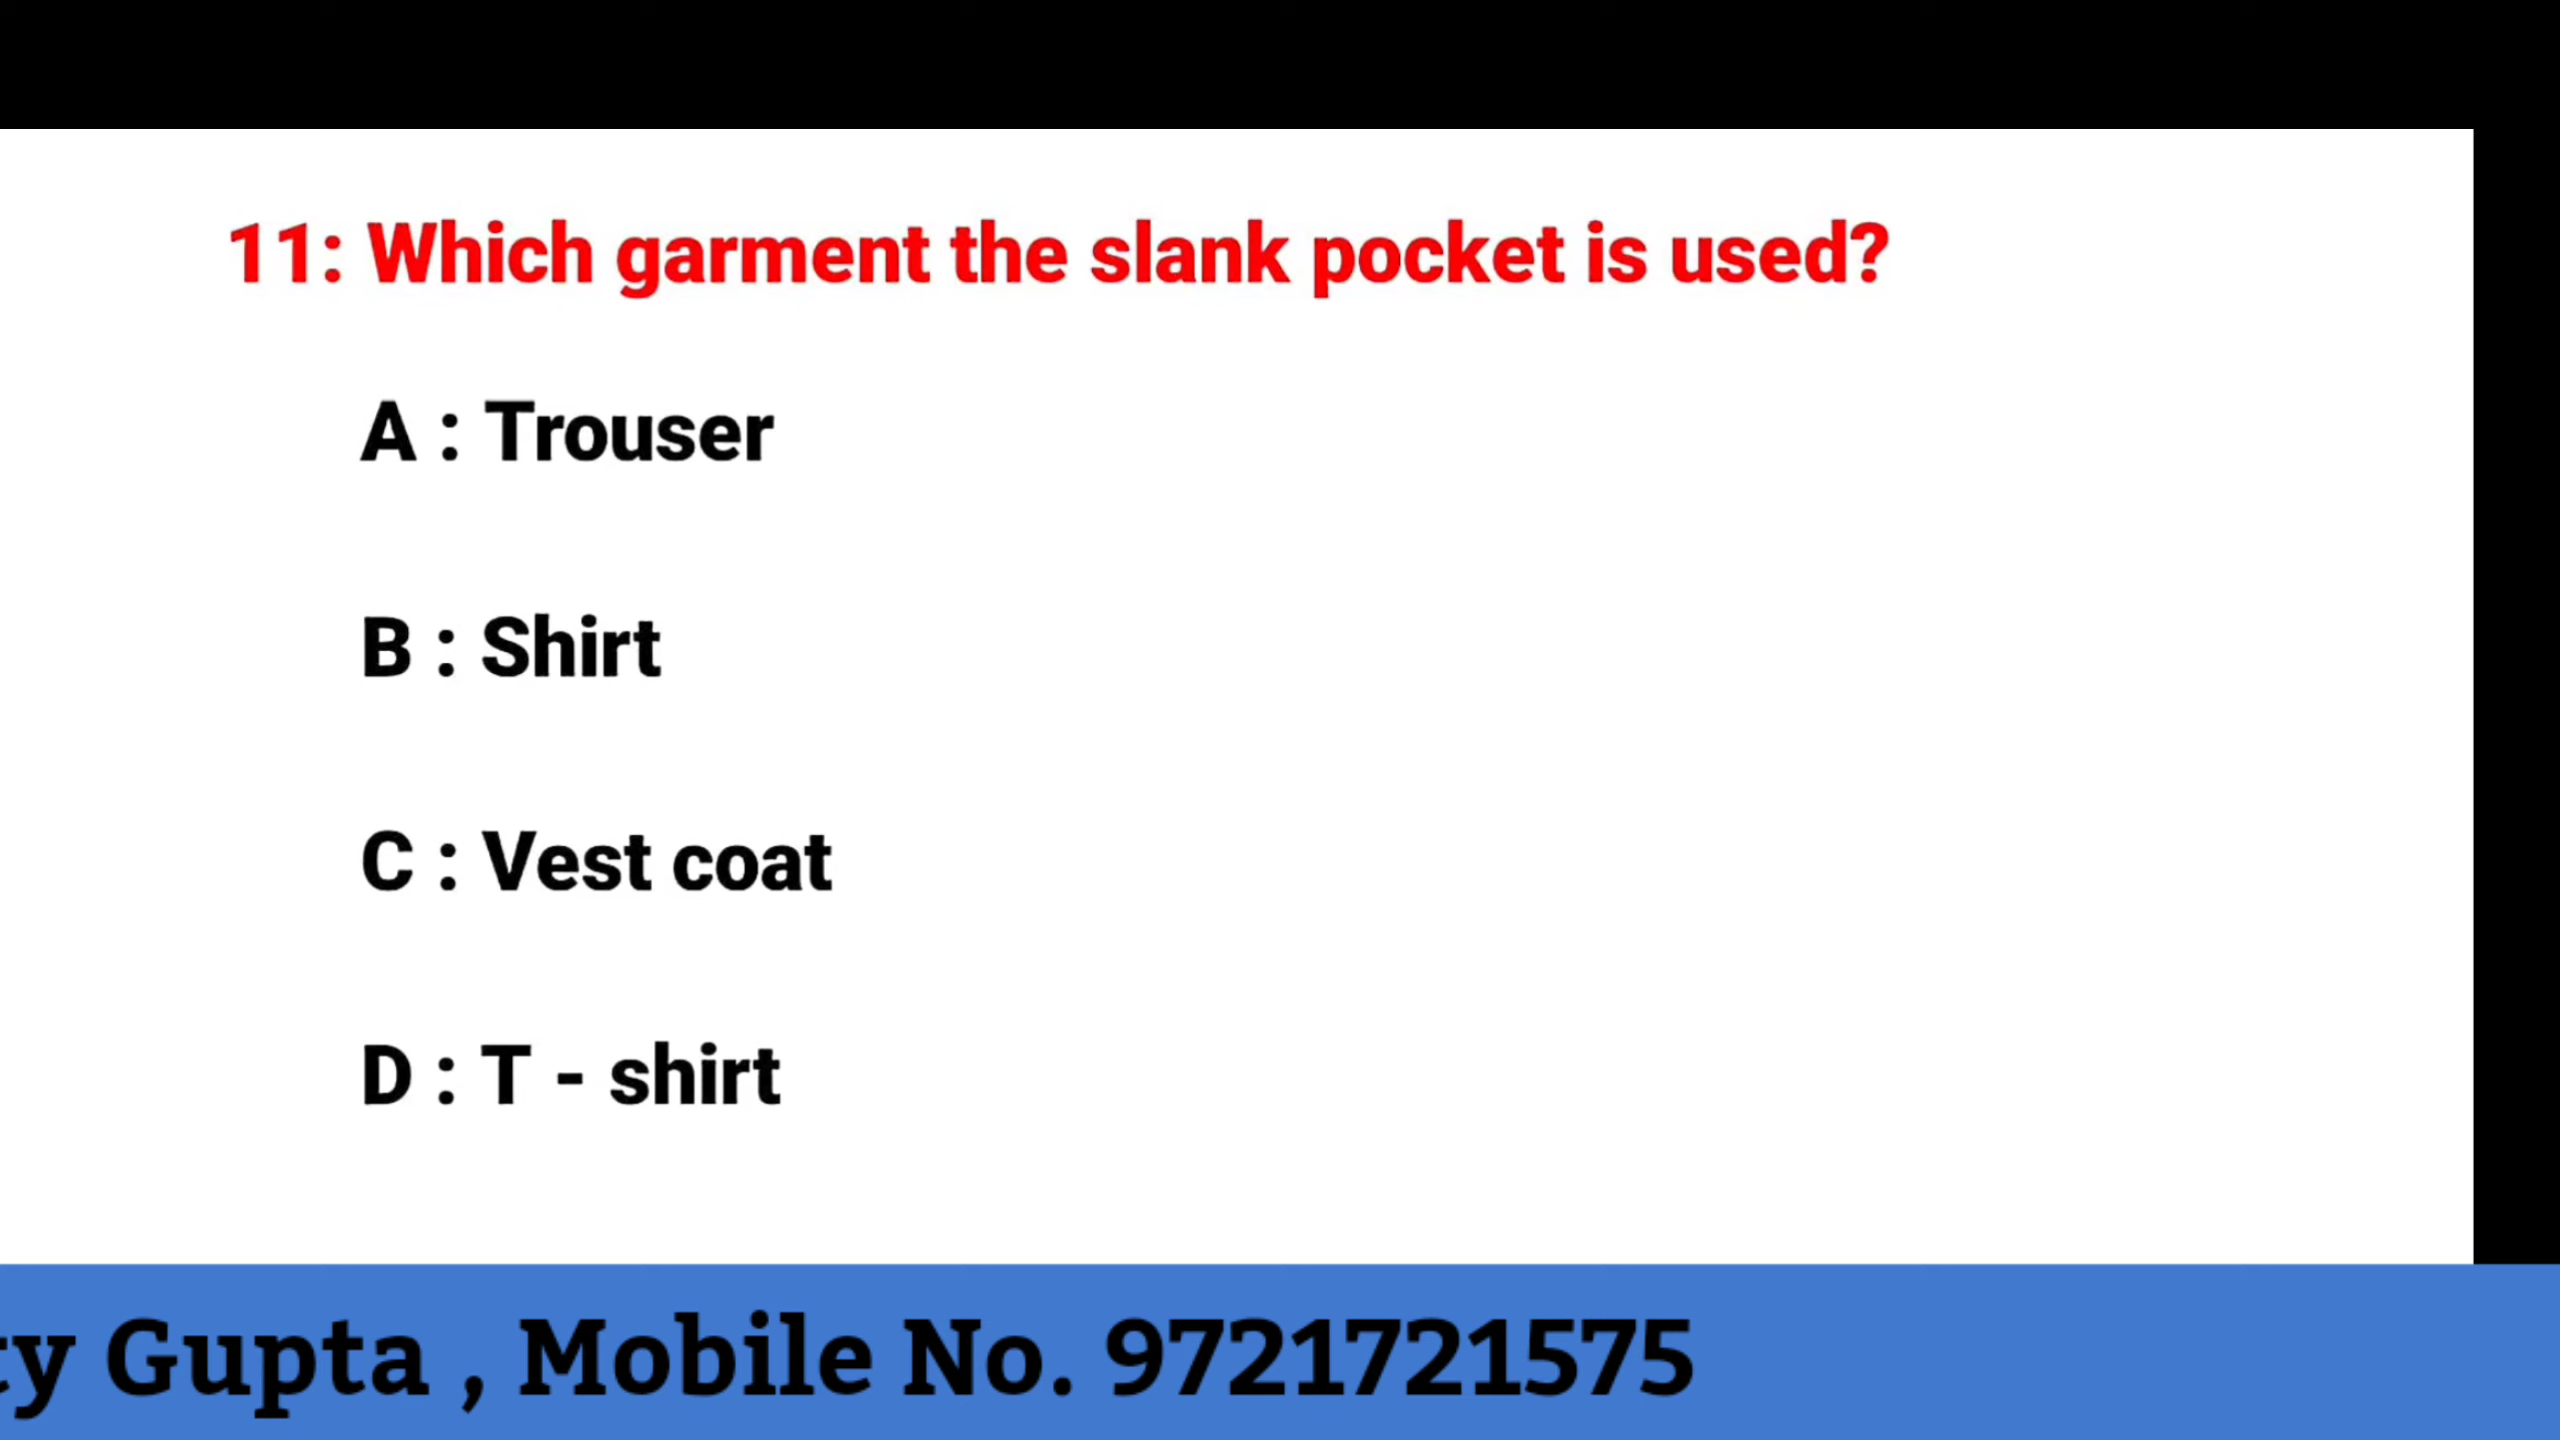 11: Which garment the slank pocket is used?
A : Trouser
B : Shirt
C : Vest coat
D : T - shirt
Gupta , Mobile No. 9721721575